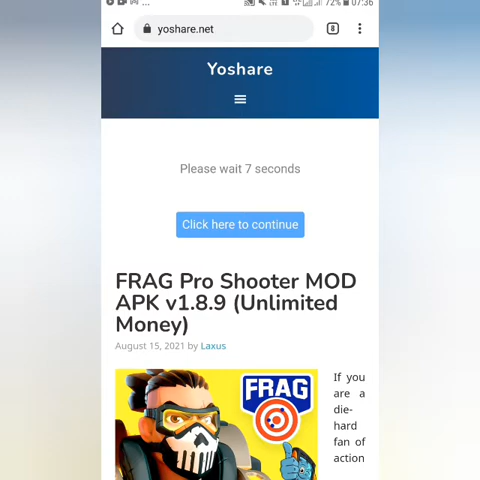 72% 07:36
yoshare.net
8
Yoshare
Please wait 7 seconds
Click here to continue
FRAG Pro Shooter MOD
APK v1.8.9 (Unlimited
Money)
August 15, 2021 by Laxus
FRAG
If you
are a
die-
hard
fan of
action